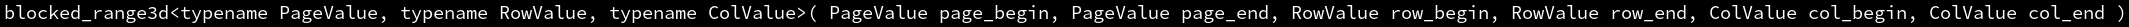 blocked_range3d<typename PageValue, typename RowValue, typename ColValue>( PageValue page_begin, PageValue page_end, RowValue row_begin, RowValue row_end, ColValue col_begin, ColValue col_end )